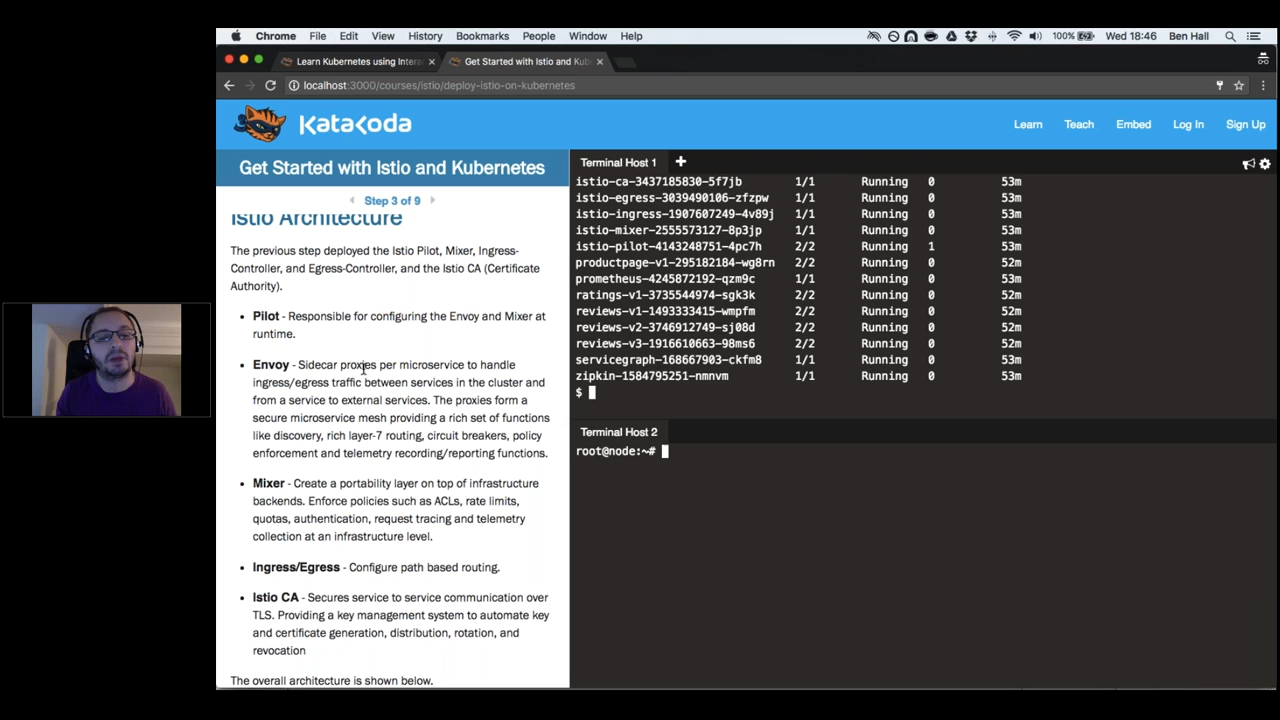 Chrome File Edit View History Bookmarks People Window Help 100% Wed 18:46 Ben Hall
Learn Kubernetes using Intera Get Started with Istio and Kub
localhost:3000/courses/istio/deploy-istio-on-kubernetes
KataKoda Learn Teach Embed Log In Sign Up
Get Started with Istio and Kubernetes
Step 3 of 9
Istio Architecture
The previous step deployed the Istio Pilot, Mixer, Ingress-
Controller, and Egress-Controller, and the Istio CA (Certificate
Authority).
• Pilot - Responsible for configuring the Envoy and Mixer at
runtime.
• Envoy - Sidecar proxies per microservice to handle
ingress/egress traffic between services in the cluster and
from a service to external services. The proxies form a
secure microservice mesh providing a rich set of functions
like discovery, rich layer-7 routing, circuit breakers, policy
enforcement and telemetry recording/reporting functions.
• Mixer - Create a portability layer on top of infrastructure
backends. Enforce policies such as ACLs, rate limits,
quotas, authentication, request tracing and telemetry
collection at an infrastructure level.
• Ingress/Egress - Configure path based routing.
• Istio CA - Secures service to service communication over
TLS. Providing a key management system to automate key
and certificate generation, distribution, rotation, and
revocation
The overall architecture is shown below.
Terminal Host 1 +
istio-ca-3437185830-5f7jb 1/1 Running 0 53m
istio-egress-3039490106-zfzpw 1/1 Running 0 53m
istio-ingress-1907607249-4v89j 1/1 Running 0 53m
istio-mixer-2555573127-8p3jp 1/1 Running 0 53m
istio-pilot-4143248751-4pc7h 2/2 Running 1 53m
productpage-v1-295182184-wg8rn 2/2 Running 0 52m
prometheus-4245872192-qzm9c 1/1 Running 0 53m
ratings-v1-3735544974-sgk3k 2/2 Running 0 52m
reviews-v1-1493333415-wmpfm 2/2 Running 0 52m
reviews-v2-3746912749-sj08d 2/2 Running 0 52m
reviews-v3-1916610663-98ms6 2/2 Running 0 52m
servicegraph-168667903-ckfm8 1/1 Running 0 53m
zipkin-1584795251-nmnvm 1/1 Running 0 53m
$
Terminal Host 2
root@node:~#